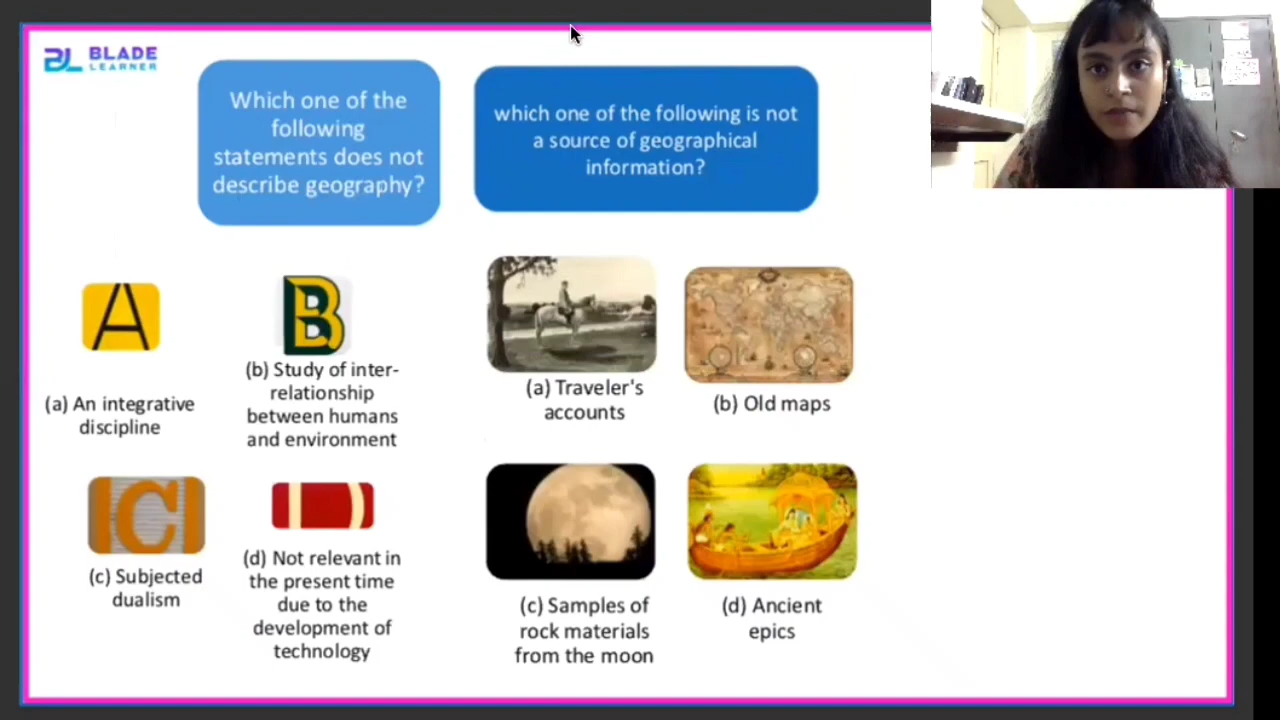 BLADE
LEARNER
Which one of the
following
statements does not
describe geography?
which one of the following is not
a source of geographical
information?
A
B
(a) An integrative
discipline
(b) Study of inter-
relationship
between humans
and environment
C
(c) Subjected
dualism
(d) Not relevant in
the present time
due to the
development of
technology
(a) Traveler's
accounts
(b) Old maps
(c) Samples of
rock materials
from the moon
(d) Ancient
epics